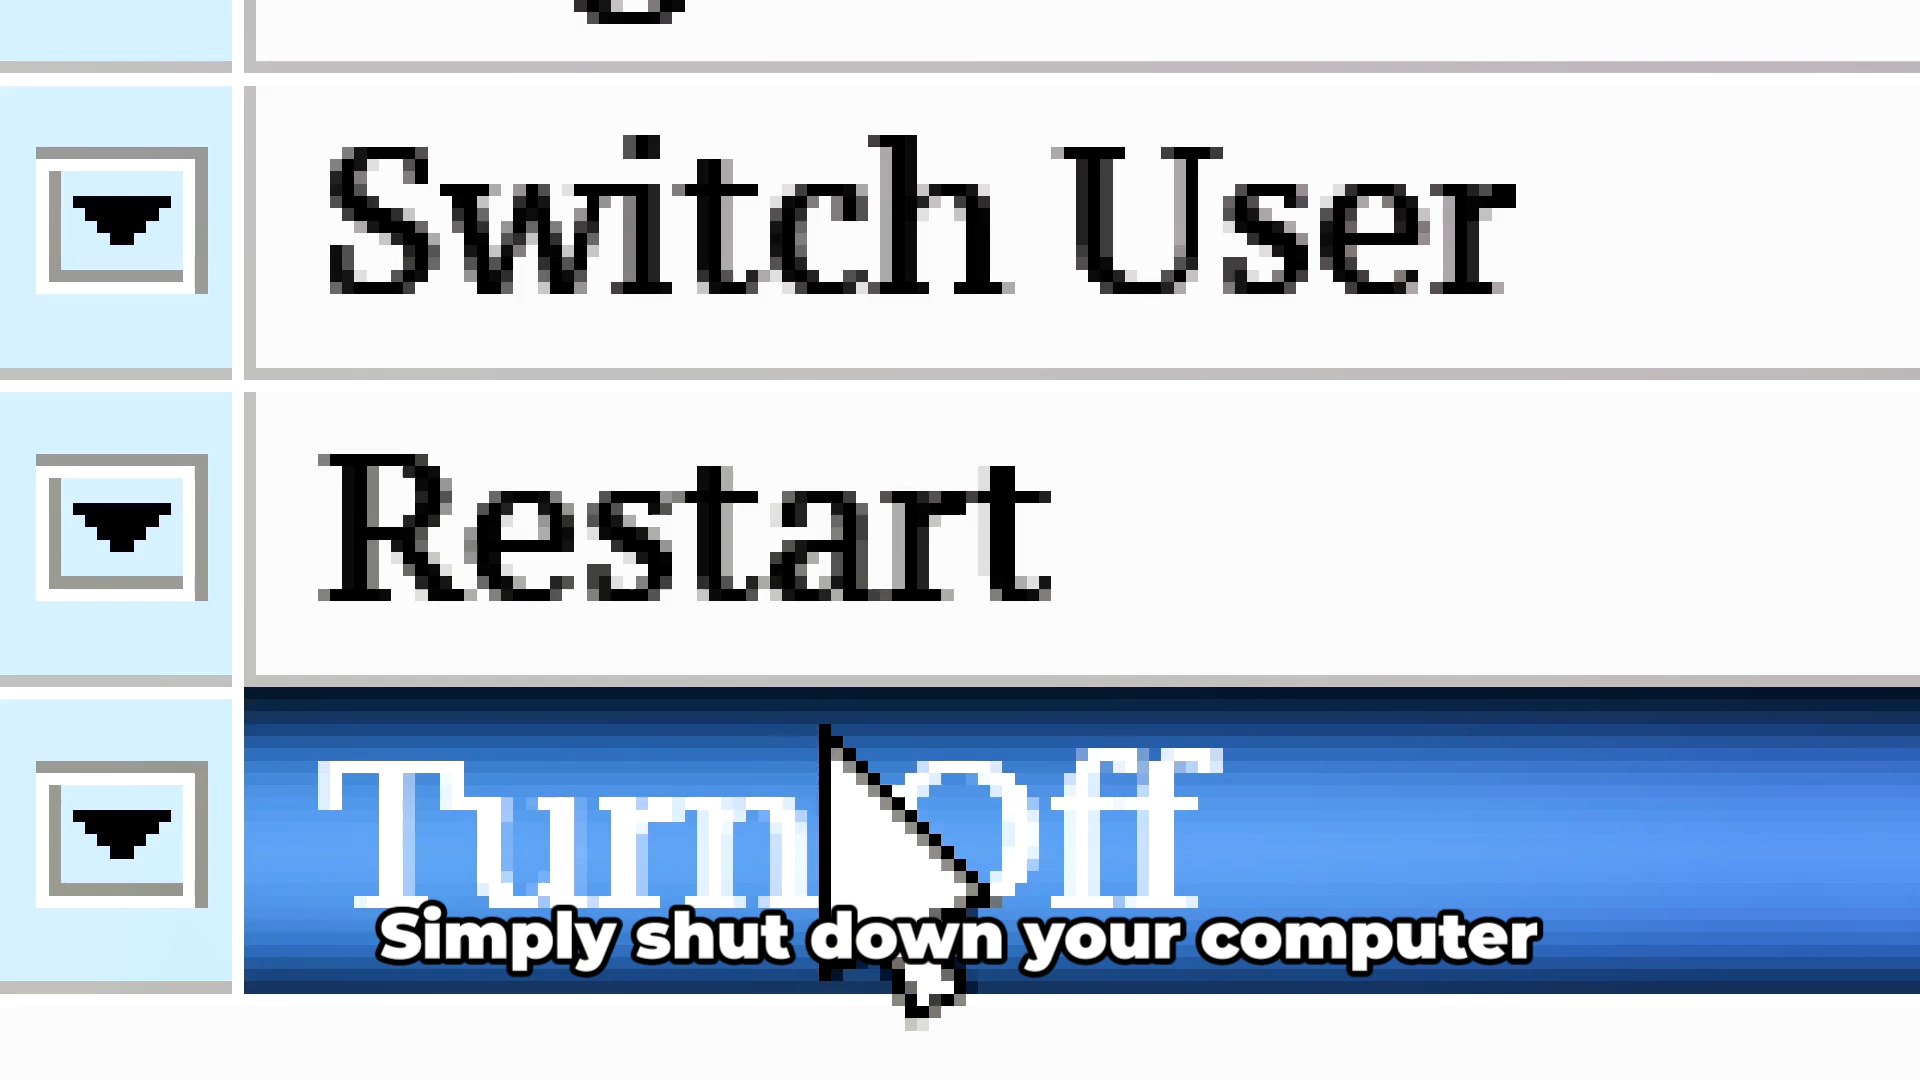 Switch User
Restart
Turn Off
Simply shut down your computer